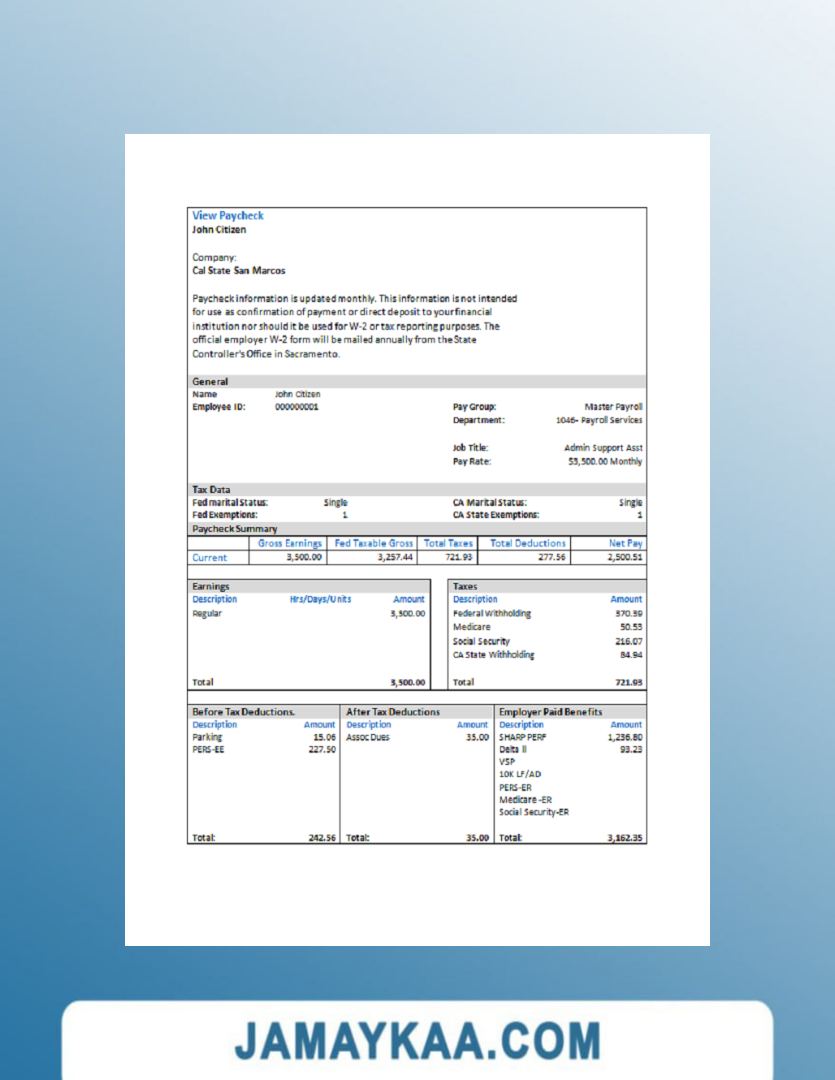 View Paycheck
John Citizen
Company:
Cal State San Marcos
Paycheck information is updated monthly. This information is not intended
for use as confirmation of payment or direct deposit to your financial
institution nor should it be used for W-2 or tax reporting purposes. The
official employer W-2 form will be mailed annually from the State
Controller's Office in Sacramento.
General
Name John Citizen
Employee ID: 000000001 Pay Group: Master Payroll
Department: 1046- Payroll Services
Job Title: Admin Support Asst
Pay Rate: $3,500.00 Monthly
Tax Data
Fed marital Status: Single CA Marital Status: Single
Fed Exemptions: 1 CA State Exemptions: 1
Paycheck Summary
Gross Earnings Fed Taxable Gross Total Taxes Total Deductions Net Pay
Current 3,500.00 3,257.44 721.93 277.56 2,500.51
Earnings Taxes
Description Hrs/Days/Units Amount Description Amount
Regular 3,500.00 Federal Withholding 370.39
Medicare 50.53
Social Security 216.07
CA State Withholding 84.94
Total 3,500.00 Total 721.93
Before Tax Deductions. After Tax Deductions Employer Paid Benefits
Description Amount Description Amount Description Amount
Parking 15.06 Assoc Dues 35.00 SHARP PERF 1,236.80
PERS-EE 227.50 Delta II 93.23
VSP
10K LF/AD
PERS-ER
Medicare -ER
Social Security-ER
Total: 242.56 Total: 35.00 Total: 3,162.35
JAMAYKAA.COM